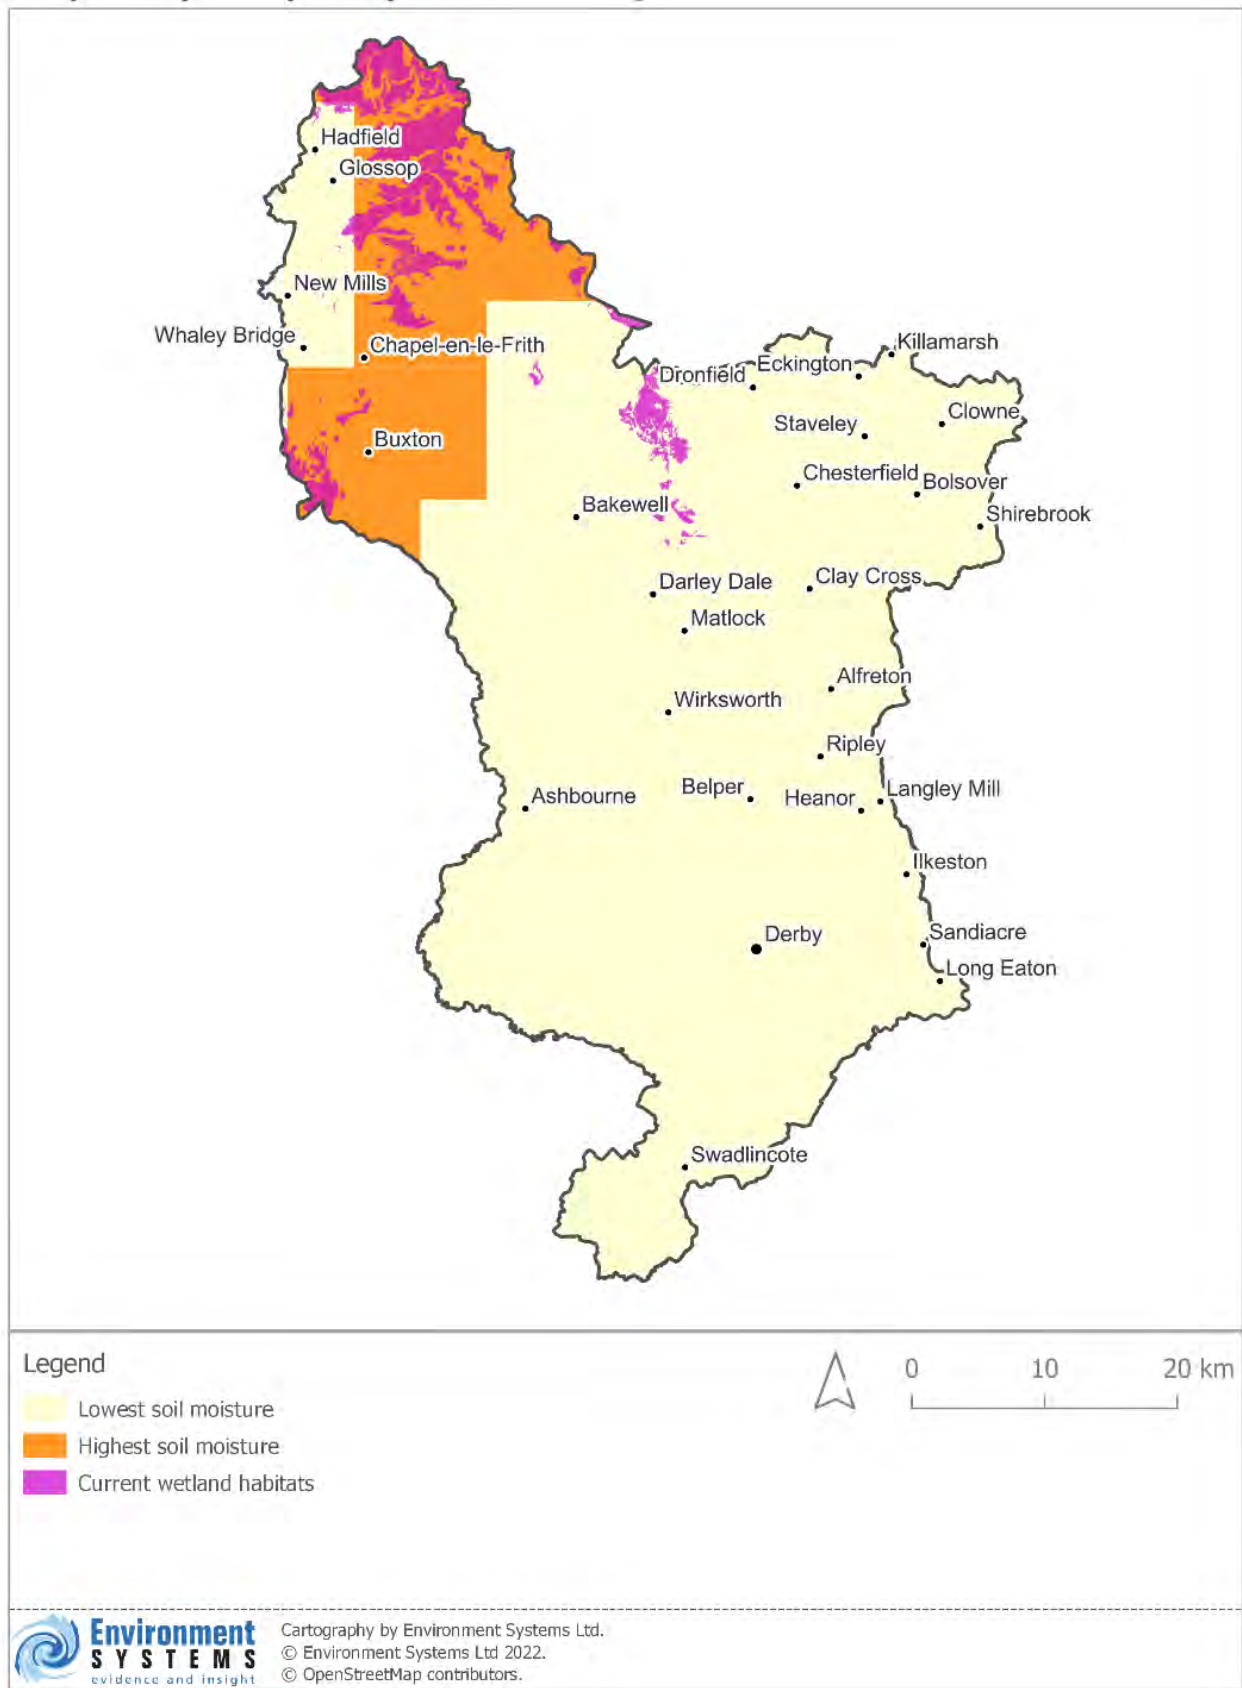 Hadfield
Glossop
New Mills
Whaley Bridge
Chapel-en-le-Frith
Killamarsh
Eckington
Dronfield
Clowne
Staveley
Buxton
Chesterfield
Bolsover
Bakewell
Shirebrook
Darley Dale
Clay Cross
Matlock
Alfreton
Wirksworth
Ripley
Belper
Langley Mill
Ashbourne
Heanor
Ilkeston
Derby
Sandiacre
Long Eaton
Swadlincote
Legend
0 10 20 km
Lowest soil moisture
Highest soil moisture
Current wetland habitats
Environment
SYSTEMS
evidence and insight
Cartography by Environment Systems Ltd.
© Environment Systems Ltd 2022.
© OpenStreetMap contributors.